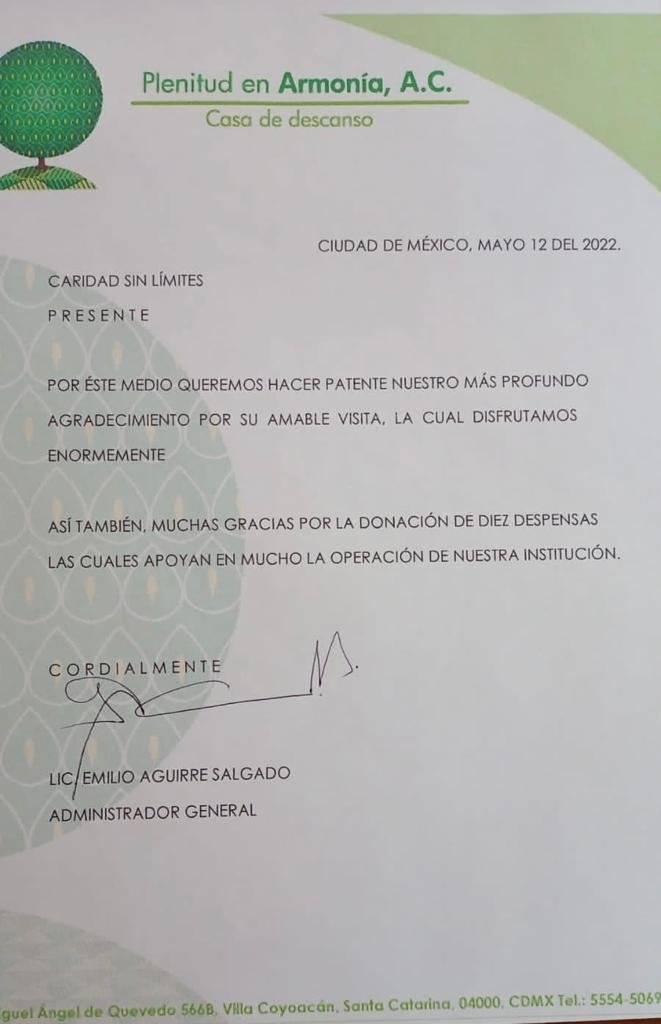 Plenitud en Armonía, A.C.
Casa de descanso
CIUDAD DE MÉXICO, MAYO 12 DEL 2022.
CARIDAD SIN LÍMITES
PRESENTE
POR ÉSTE MEDIO QUEREMOS HACER PATENTE NUESTRO MÁS PROFUNDO
AGRADECIMIENTO POR SU AMABLE VISITA, LA CUAL DISFRUTAMOS
ENORMEMENTE
ASÍ TAMBIÉN, MUCHAS GRACIAS POR LA DONACIÓN DE DIEZ DESPENSAS
LAS CUALES APOYAN EN MUCHO LA OPERACIÓN DE NUESTRA INSTITUCIÓN.
CORDIALMENTE
LIC. EMILIO AGUIRRE SALGADO
ADMINISTRADOR GENERAL
guel Ángel de Quevedo 566B, Villa Coyoacán, Santa Catarina, 04000, CDMX Tel.: 5554-5069